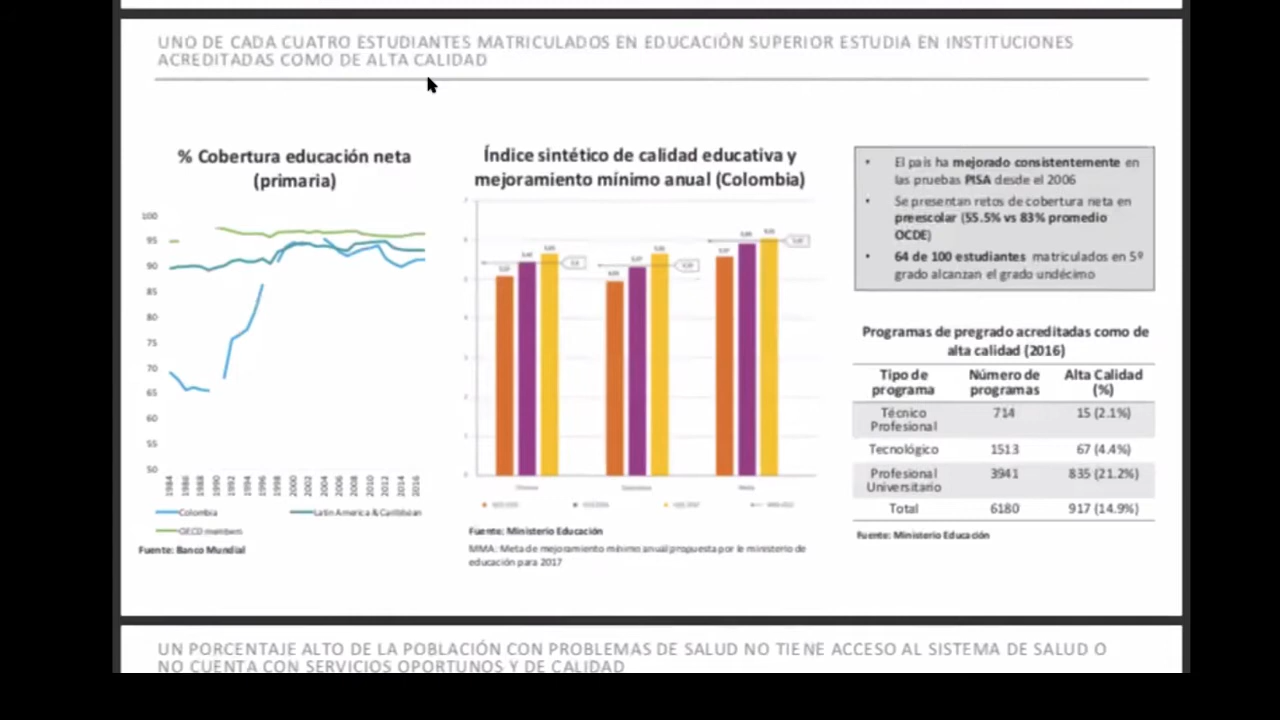 UNO DE CADA CUATRO ESTUDIANTES MATRICULADOS EN EDUCACIÓN SUPERIOR ESTUDIA EN INSTITUCIONES
ACREDITADAS COMO DE ALTA CALIDAD
% Cobertura educación neta
(primaria)
100
95
90
85
80
75
70
65
60
55
50
1984
1986
1988
1990
1992
1994
1996
1998
2000
2002
2004
2006
2008
2010
2012
2014
2016
Colombia
Latin America & Caribbean
OECD members
Fuente: Banco Mundial
Índice sintético de calidad educativa y
mejoramiento mínimo anual (Colombia)
7
6
5
4
3
2
1
0
Fuente: Ministerio Educación
MMA: Meta de mejoramiento mínimo anual propuesta por le ministerio de
educación para 2017
• El país ha mejorado consistentemente en
las pruebas PISA desde el 2006
• Se presentan retos de cobertura neta en
preescolar (55.5% vs 83% promedio
OCDE)
• 64 de 100 estudiantes matriculados en 5º
grado alcanzan el grado undécimo
Programas de pregrado acreditadas como de
alta calidad (2016)
Tipo de programa Número de programas Alta Calidad (%)
Técnico Profesional 714 15 (2.1%)
Tecnológico 1513 67 (4.4%)
Profesional Universitario 3941 835 (21.2%)
Total 6180 917 (14.9%)
Fuente: Ministerio Educación
UN PORCENTAJE ALTO DE LA POBLACIÓN CON PROBLEMAS DE SALUD NO TIENE ACCESO AL SISTEMA DE SALUD O
NO CUENTA CON SERVICIOS OPORTUNOS Y DE CALIDAD